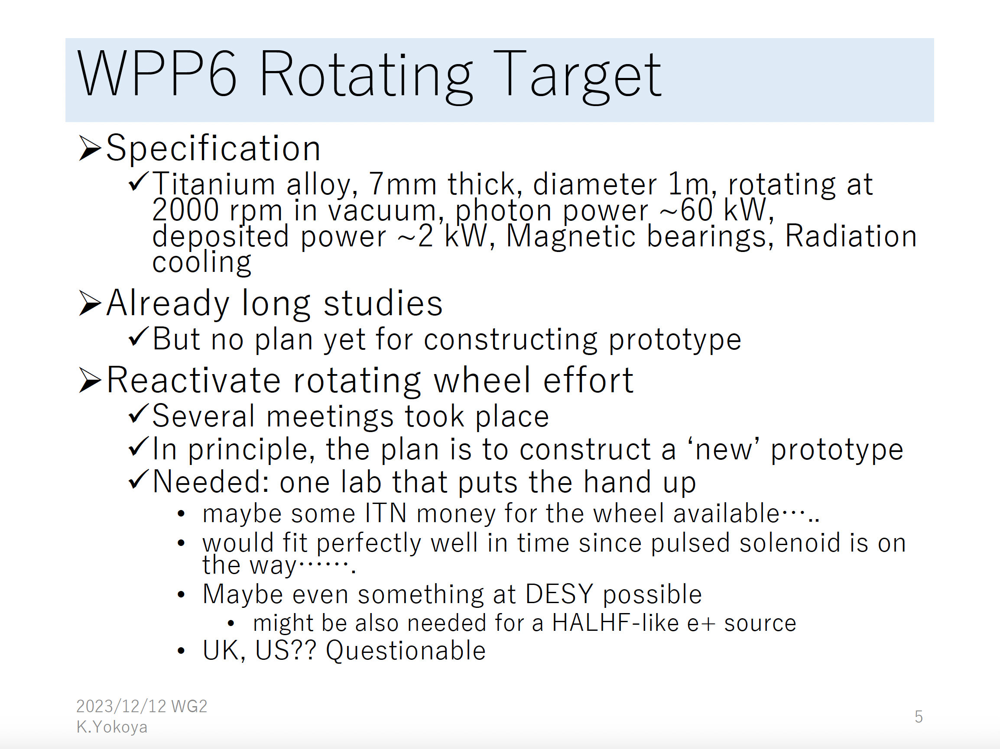 WPP6 Rotating Target
➢Specification
✓Titanium alloy, 7mm thick, diameter 1m, rotating at
2000 rpm in vacuum, photon power ~60 kW,
deposited power ~2 kW, Magnetic bearings, Radiation
cooling
➢Already long studies
✓But no plan yet for constructing prototype
➢Reactivate rotating wheel effort
✓Several meetings took place
✓In principle, the plan is to construct a ‘new’ prototype
✓Needed: one lab that puts the hand up
• maybe some ITN money for the wheel available…..
• would fit perfectly well in time since pulsed solenoid is on
the way…….
• Maybe even something at DESY possible
• might be also needed for a HALHF-like e+ source
• UK, US?? Questionable
2023/12/12 WG2
K.Yokoya
5